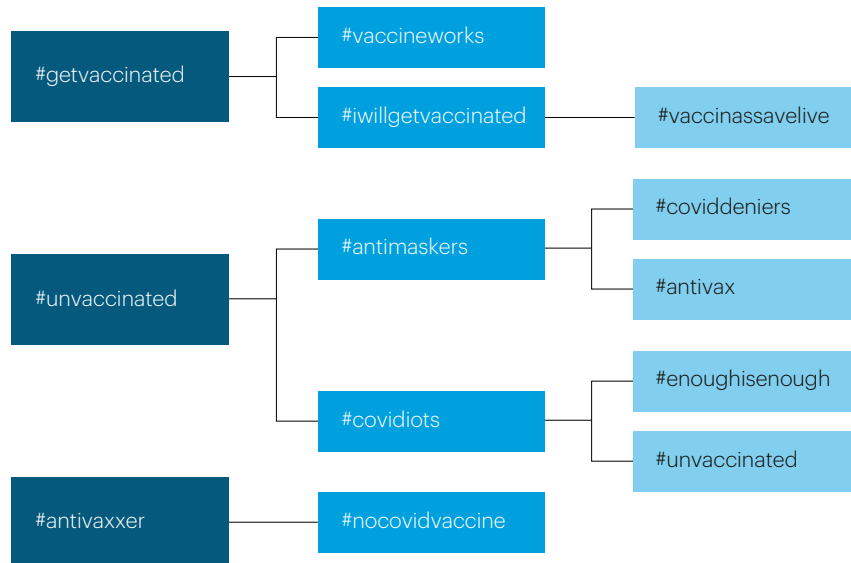 #getvaccinated
#vaccineworks
#iwillgetvaccinated
#vaccinassavelive
#unvaccinated
#antimaskers
#coviddeniers
#antivax
#covidiots
#enoughisenough
#unvaccinated
#antivaxxer
#nocovidvaccine